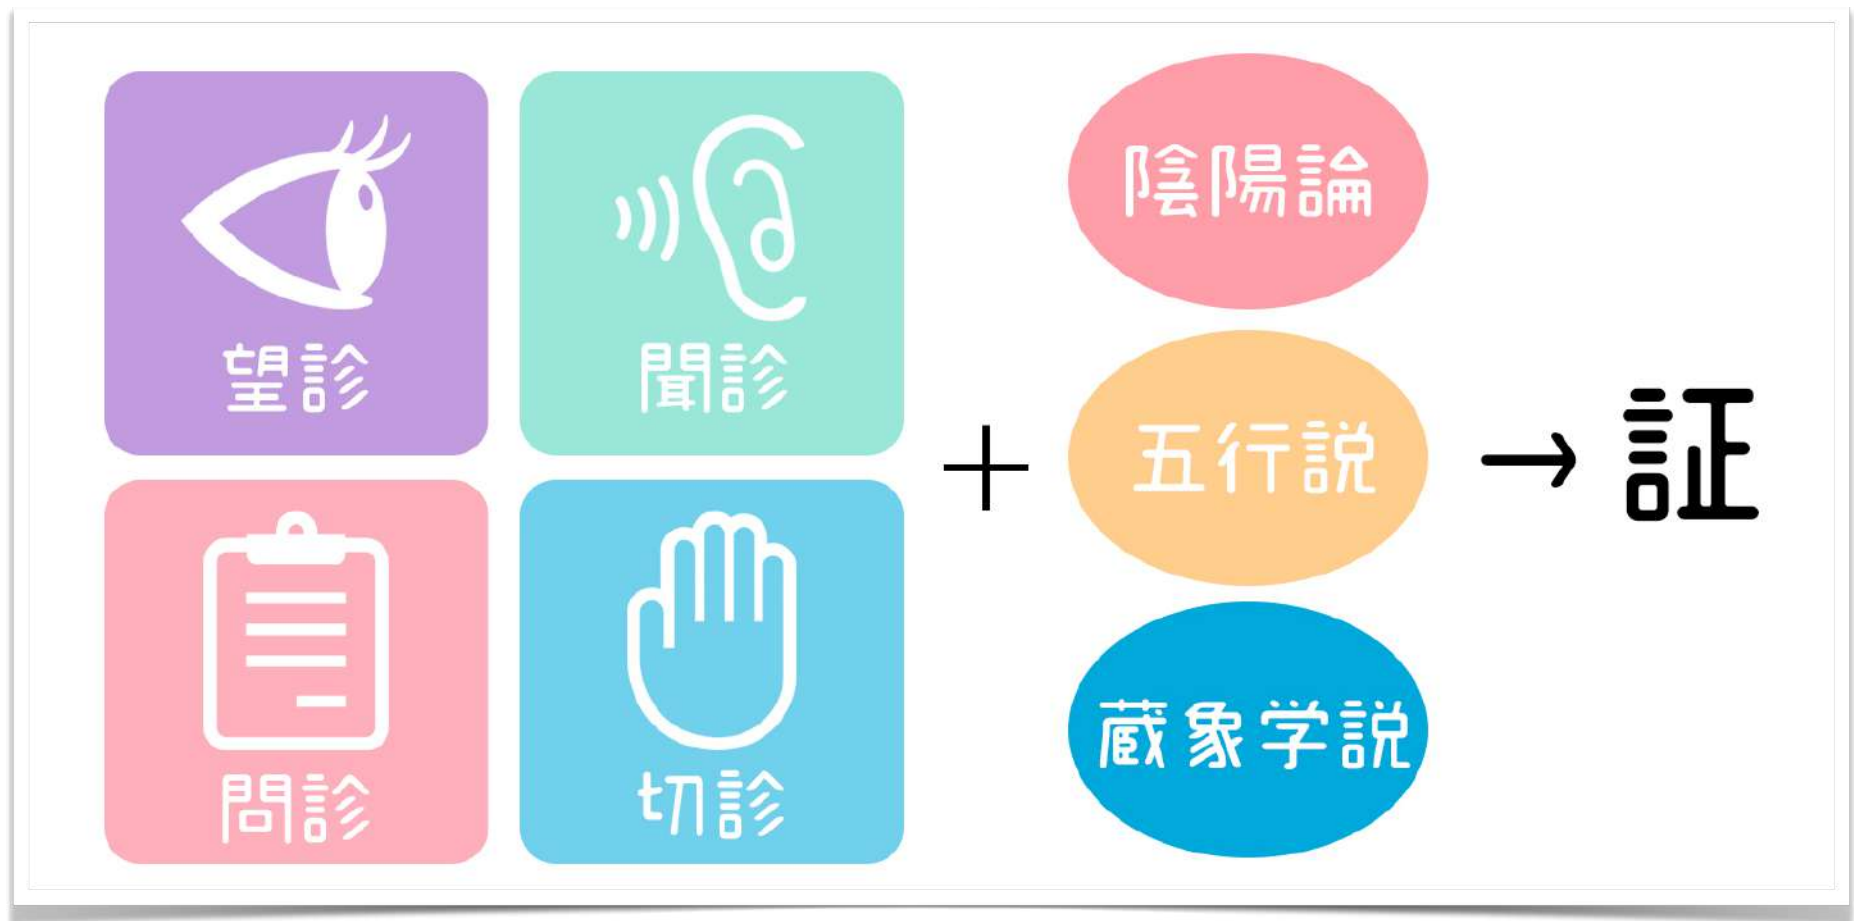 望診
聞診
問診
切診
+
陰陽論
五行説
蔵象学説
→
証